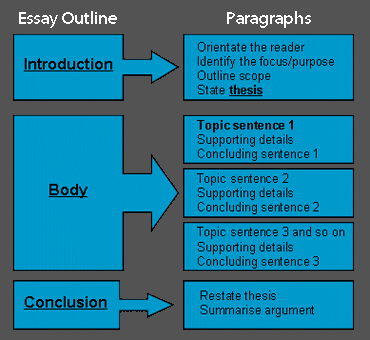 Essay Outline
Paragraphs
Introduction
Orientate the reader
Identify the focus/purpose
Outline scope
State thesis
Body
Topic sentence 1
Supporting details
Concluding sentence 1
Topic sentence 2
Supporting details
Concluding sentence 2
Topic sentence 3 and so on
Supporting details
Concluding sentence 3
Conclusion
Restate thesis
Summarise argument